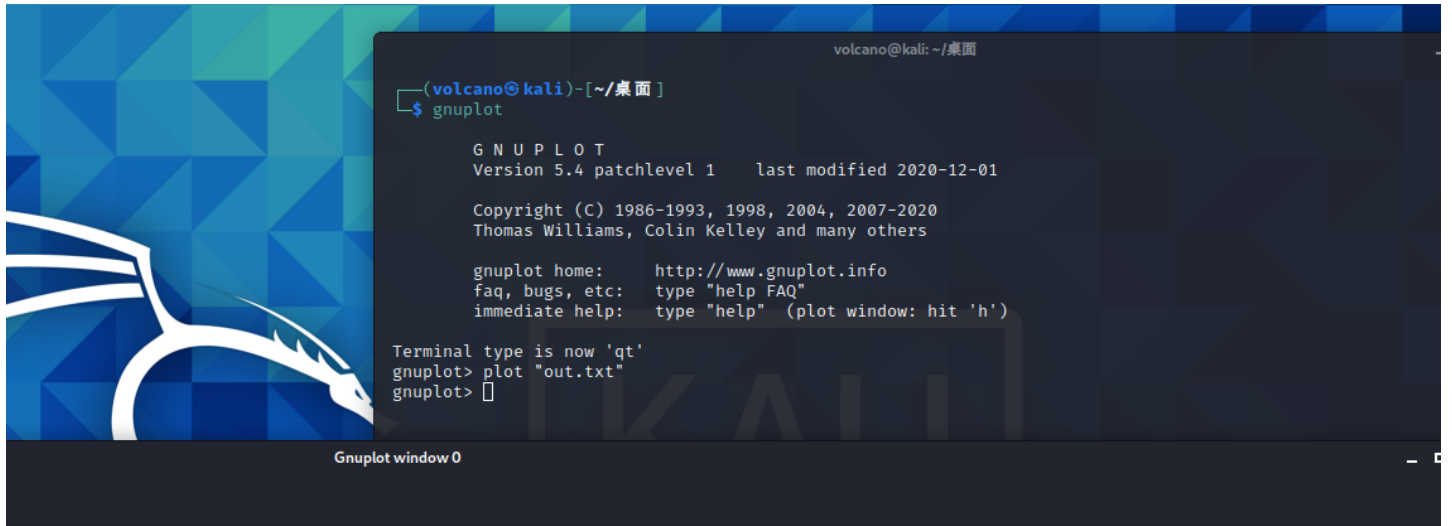 volcano@kali: ~/桌面
┌──(volcano㉿kali)-[~/桌面]
└─$ gnuplot
G N U P L O T
Version 5.4 patchlevel 1    last modified 2020-12-01
Copyright (C) 1986-1993, 1998, 2004, 2007-2020
Thomas Williams, Colin Kelley and many others
gnuplot home:     http://www.gnuplot.info
faq, bugs, etc:   type "help FAQ"
immediate help:   type "help"  (plot window: hit 'h')
Terminal type is now 'qt'
gnuplot> plot "out.txt"
gnuplot>
KALI
Gnuplot window 0